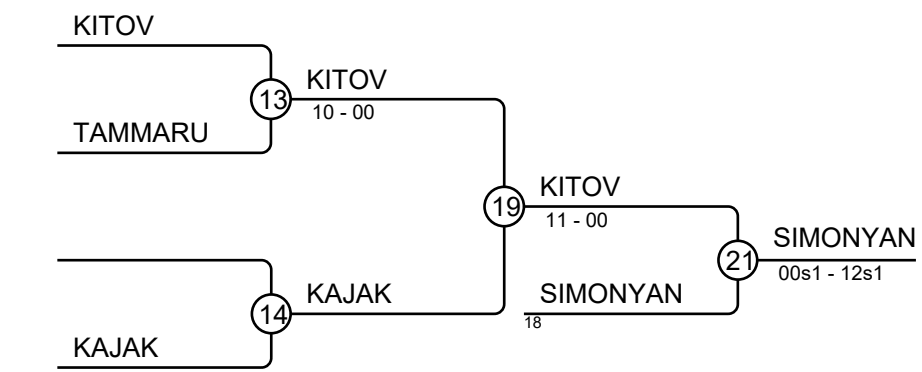 KITOV
13
KITOV
10 - 00
TAMMARU
19
KITOV
11 - 00
21
SIMONYAN
00s1 - 12s1
14
KAJAK
SIMONYAN
18
KAJAK